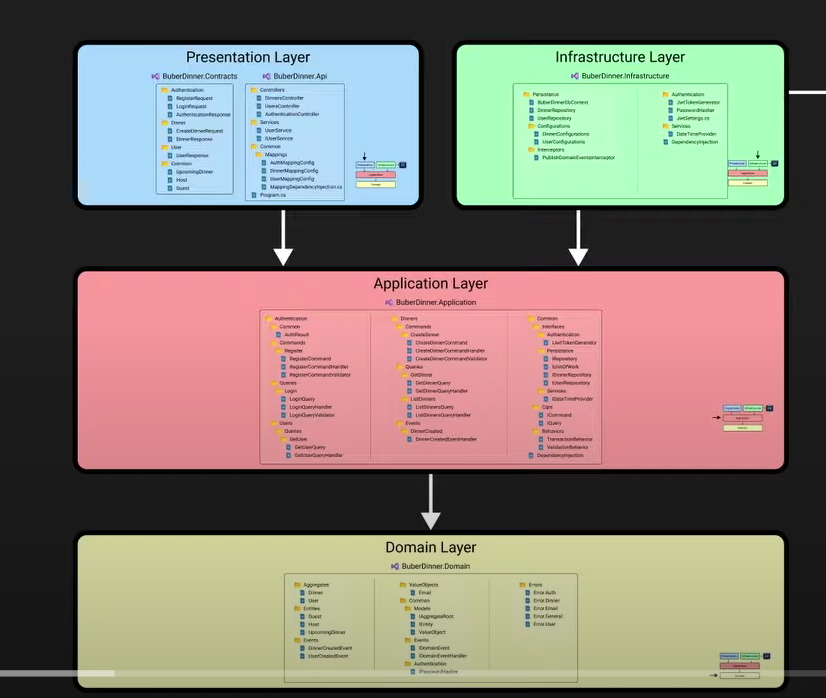 Presentation Layer
BuberDinner.Contracts
Authentication
RegisterRequest
LoginRequest
AuthenticationResponse
Dinner
CreateDinnerRequest
DinnerResponse
User
UserResponse
Common
UpcomingDinner
Host
Guest
BuberDinner.Api
Controllers
DinnersController
UsersController
AuthenticationController
Services
UserService
IUserService
Common
Mappings
AuthMappingConfig
DinnerMappingConfig
UserMappingConfig
MappingDependencyInjection.cs
Program.cs
Infrastructure Layer
BuberDinner.Infrastructure
Persistance
BuberDinnerDbContext
DinnerRepository
UserRepository
Configurations
DinnerConfigurations
UserConfigurations
Interceptors
PublishDomainEventsInterceptor
Authentication
JwtTokenGenerator
PasswordHasher
JwtSettings.cs
Services
DateTimeProvider
DependencyInjection
Application Layer
BuberDinner.Application
Authentication
Common
AuthResult
Commands
Register
RegisterCommand
RegisterCommandHandler
RegisterCommandValidator
Queries
Login
LoginQuery
LoginQueryHandler
LoginQueryValidator
Users
Queries
GetUser
GetUserQuery
GetUserQueryHandler
Dinners
Commands
CreateDinner
CreateDinnerCommand
CreateDinnerCommandHandler
CreateDinnerCommandValidator
Queries
GetDinner
GetDinnerQuery
GetDinnerQueryHandler
ListDinners
ListDinnersQuery
ListDinnersQueryHandler
Events
DinnerCreated
DinnerCreatedEventHandler
Common
Interfaces
Authentication
IJwtTokenGenerator
Persistance
IRepository
IUnitOfWork
IDinnerRepository
IUserRepository
Services
IDateTimeProvider
Core
ICommand
IQuery
Behaviors
TransactionBehavior
ValidationBehavior
DependencyInjection
Domain Layer
BuberDinner.Domain
Aggregates
Dinner
User
Entities
Guest
Host
UpcomingDinner
Events
DinnerCreatedEvent
UserCreatedEvent
ValueObjects
Email
Common
Models
IAggregateRoot
IEntity
ValueObject
Events
IDomainEvent
IDomainEventHandler
Authentication
IPasswordHasher
Errors
Error.Auth
Error.Dinner
Error.Email
Error.General
Error.User